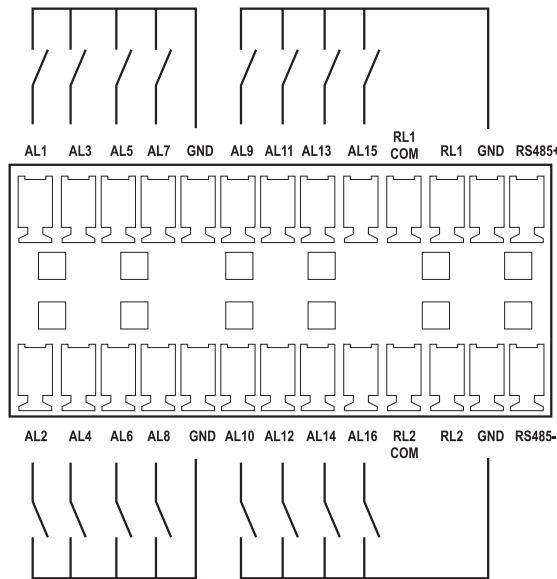 AL1 AL3 AL5 AL7 GND AL9 AL11 AL13 AL15 RL1 COM RL1 GND RS485+
AL2 AL4 AL6 AL8 GND AL10 AL12 AL14 AL16 RL2 COM RL2 GND RS485-